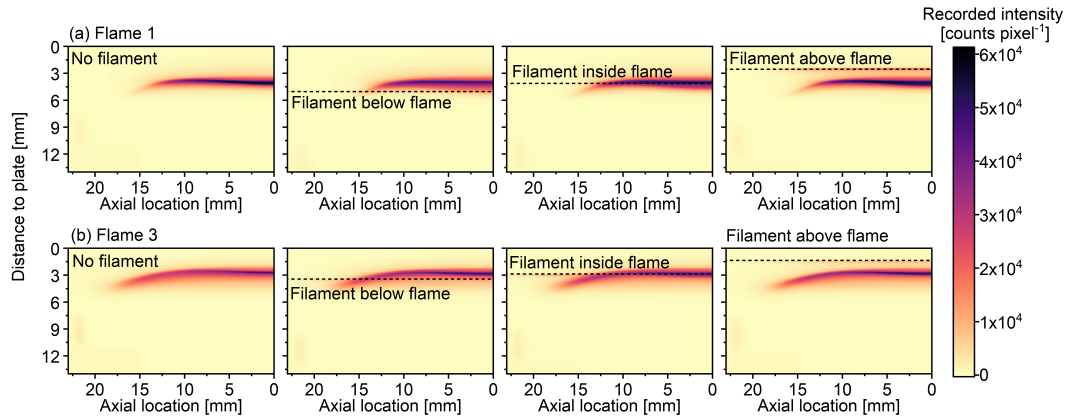 Recorded intensity
[counts pixel⁻¹]
(a) Flame 1
No filament
Filament below flame
Filament inside flame
Filament above flame
0
3
6
9
12
20 15 10 5 0
20 15 10 5 0
20 15 10 5 0
20 15 10 5 0
Axial location [mm]
Axial location [mm]
Axial location [mm]
Axial location [mm]
Distance to plate [mm]
(b) Flame 3
No filament
Filament below flame
Filament inside flame
Filament above flame
0
3
6
9
12
20 15 10 5 0
20 15 10 5 0
20 15 10 5 0
20 15 10 5 0
Axial location [mm]
Axial location [mm]
Axial location [mm]
Axial location [mm]
6x10⁴
5x10⁴
4x10⁴
3x10⁴
2x10⁴
1x10⁴
0